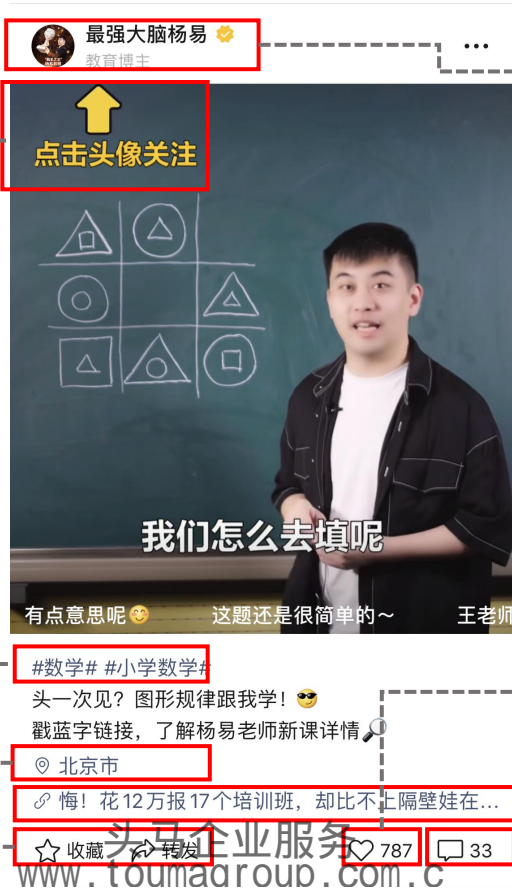 最强大脑杨易
教育博主
点击头像关注
我们怎么去填呢
有点意思呢😊 这题还是很简单的～ 王老师
#数学# #小学数学#
头一次见？图形规律跟我学！😎
戳蓝字链接，了解杨易老师新课详情🔎
北京市
悔！花12万报17个培训班，却比不上隔壁娃在...
收藏 转发 787 33
头马企业服务
www.toumagroup.com.c